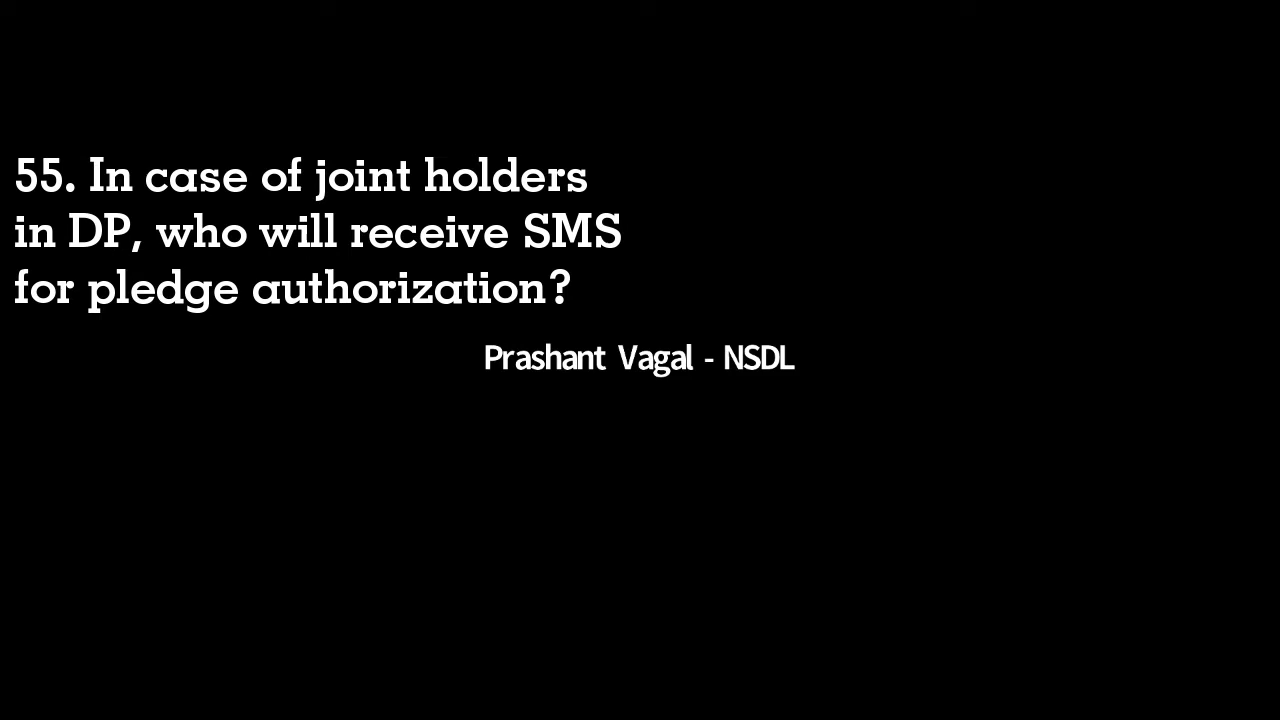 55. In case of joint holders
in DP, who will receive SMS
for pledge authorization?
Prashant Vagal - NSDL